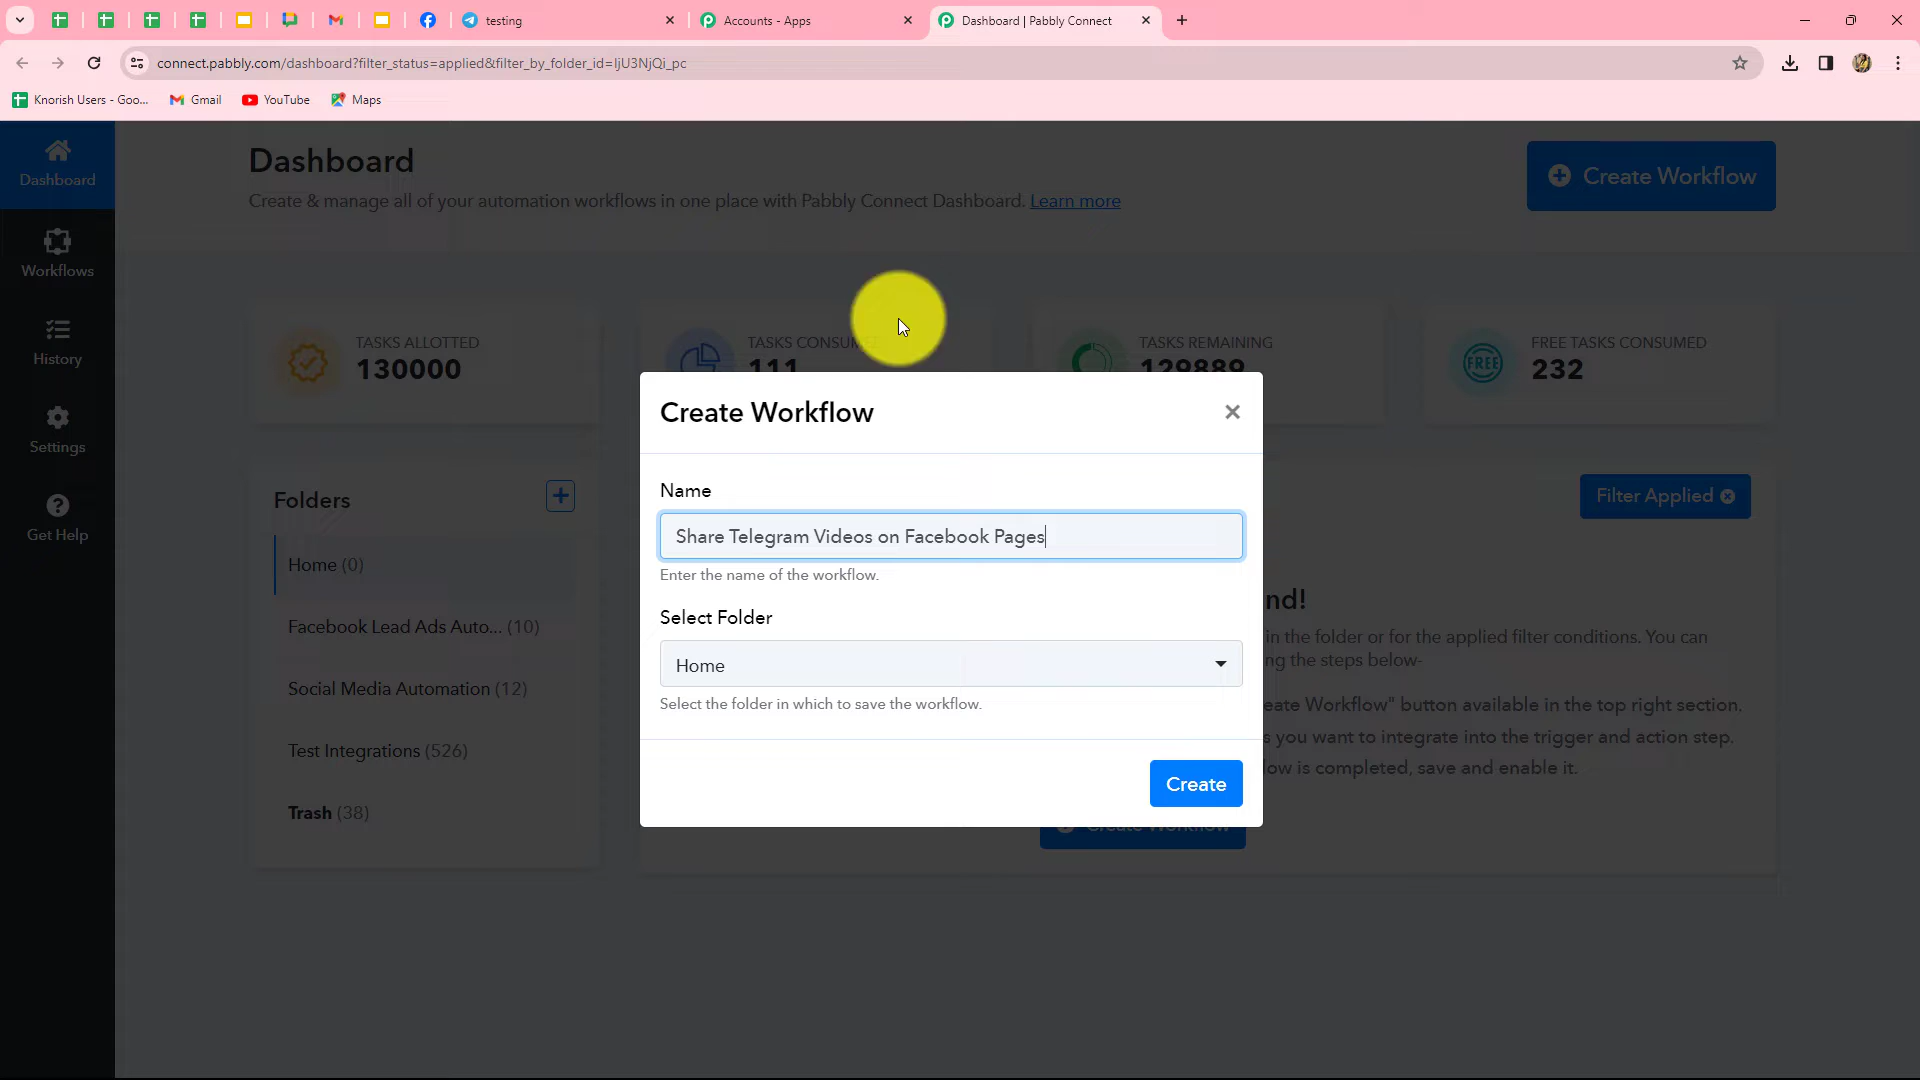 testing
Accounts - Apps
Dashboard | Pabbly Connect
connect.pabbly.com/dashboard?filter_status=applied&filter_by_folder_id=IjU3NjQi_pc
Knorish Users - Goo...
Gmail
YouTube
Maps
Dashboard
Workflows
History
Settings
Get Help
Dashboard
Create & manage all of your automation workflows in one place with Pabbly Connect Dashboard. Learn more
Create Workflow
TASKS ALLOTTED
130000
TASKS CONSUMED
111
TASKS REMAINING
129889
FREE TASKS CONSUMED
FREE
232
Folders
Home (0)
Facebook Lead Ads Auto... (10)
Social Media Automation (12)
Test Integrations (526)
Trash (38)
Filter Applied
nd!
in the folder or for the applied filter conditions. You can
ng the steps below-
eate Workflow" button available in the top right section.
s you want to integrate into the trigger and action step.
low is completed, save and enable it.
Create Workflow
Create Workflow
Name
Share Telegram Videos on Facebook Pages
Enter the name of the workflow.
Select Folder
Home
Select the folder in which to save the workflow.
Create